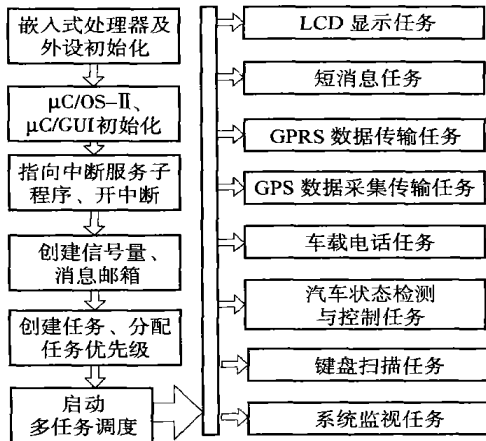 嵌入式处理器及
外设初始化
μC/OS-Ⅱ、
μC/GUI初始化
指向中断服务子
程序、开中断
创建信号量、
消息邮箱
创建任务、分配
任务优先级
启动
多任务调度
LCD 显示任务
短消息任务
GPRS 数据传输任务
GPS 数据采集传输任务
车载电话任务
汽车状态检测
与控制任务
键盘扫描任务
系统监视任务